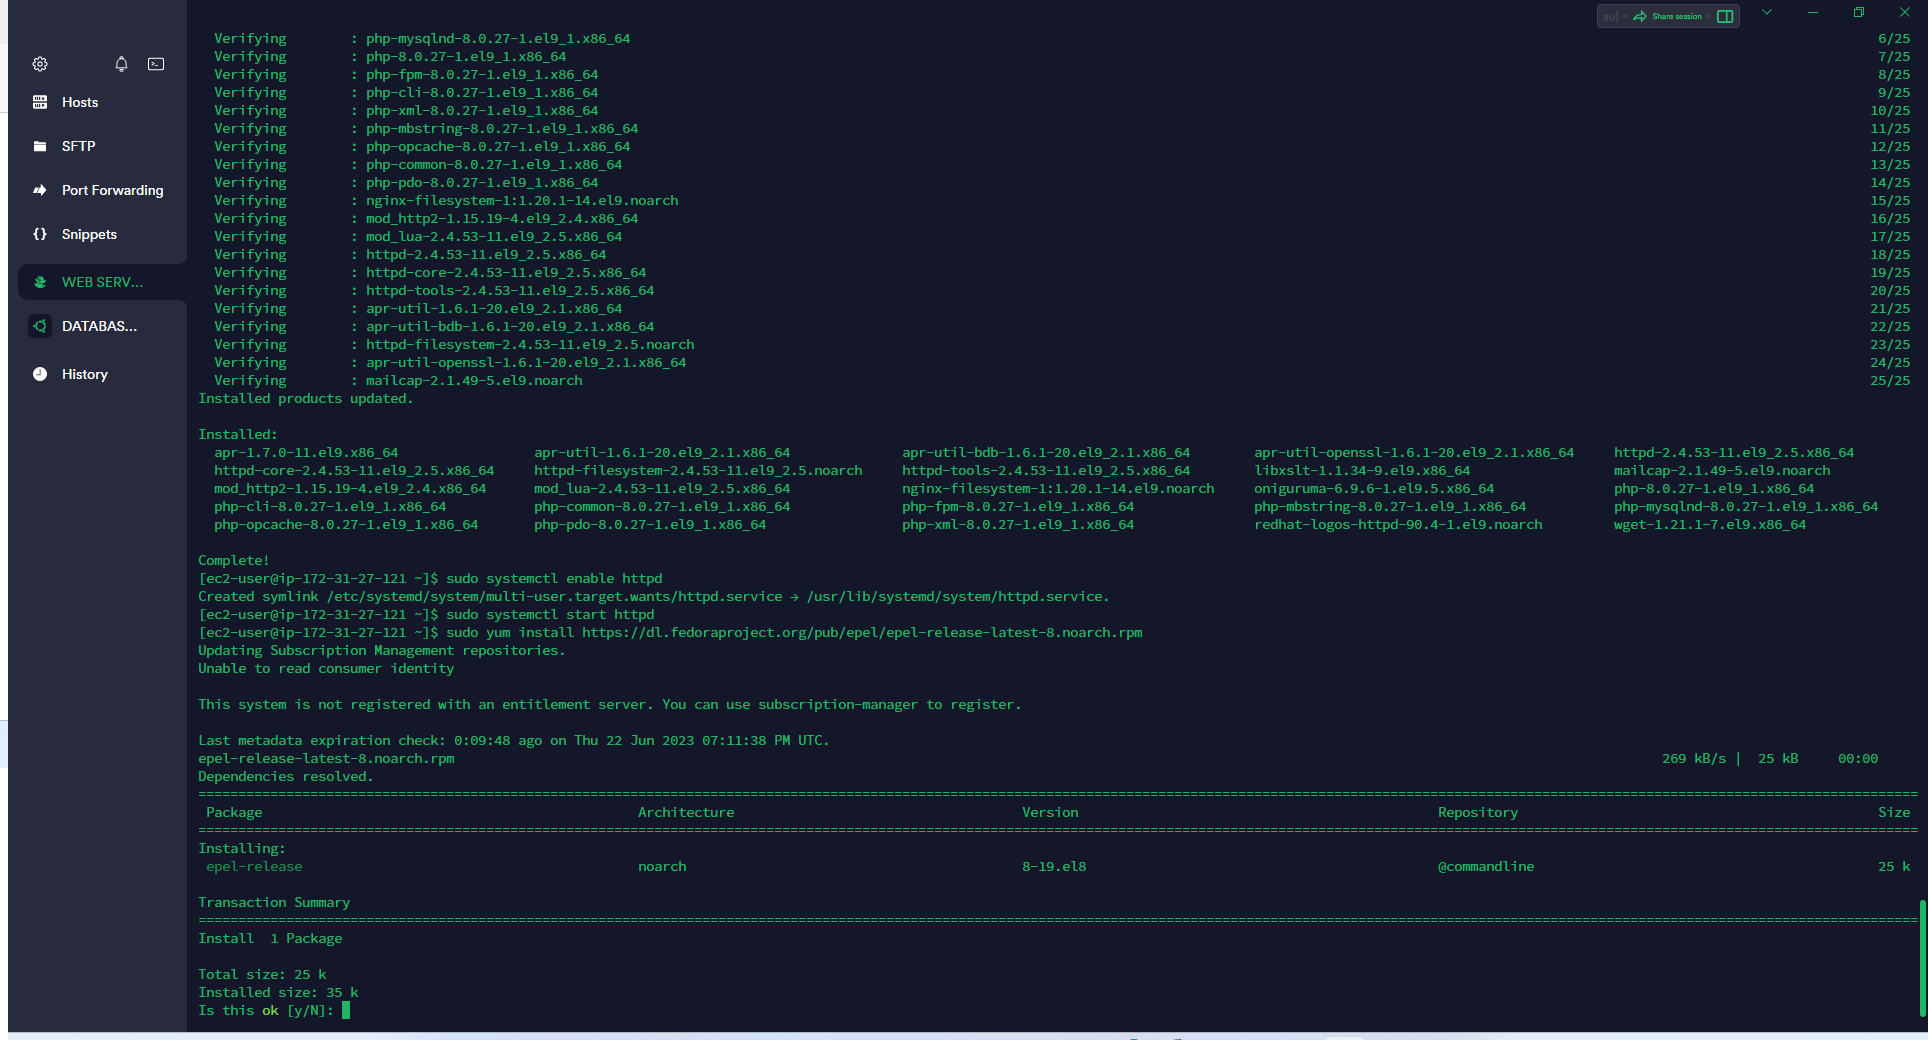 Share session
Hosts
SFTP
Port Forwarding
Snippets
WEB SERV...
DATABAS...
History
Verifying : php-mysqlnd-8.0.27-1.el9_1.x86_64 6/25
Verifying : php-8.0.27-1.el9_1.x86_64 7/25
Verifying : php-fpm-8.0.27-1.el9_1.x86_64 8/25
Verifying : php-cli-8.0.27-1.el9_1.x86_64 9/25
Verifying : php-xml-8.0.27-1.el9_1.x86_64 10/25
Verifying : php-mbstring-8.0.27-1.el9_1.x86_64 11/25
Verifying : php-opcache-8.0.27-1.el9_1.x86_64 12/25
Verifying : php-common-8.0.27-1.el9_1.x86_64 13/25
Verifying : php-pdo-8.0.27-1.el9_1.x86_64 14/25
Verifying : nginx-filesystem-1:1.20.1-14.el9.noarch 15/25
Verifying : mod_http2-1.15.19-4.el9_2.4.x86_64 16/25
Verifying : mod_lua-2.4.53-11.el9_2.5.x86_64 17/25
Verifying : httpd-2.4.53-11.el9_2.5.x86_64 18/25
Verifying : httpd-core-2.4.53-11.el9_2.5.x86_64 19/25
Verifying : httpd-tools-2.4.53-11.el9_2.5.x86_64 20/25
Verifying : apr-util-1.6.1-20.el9_2.1.x86_64 21/25
Verifying : apr-util-bdb-1.6.1-20.el9_2.1.x86_64 22/25
Verifying : httpd-filesystem-2.4.53-11.el9_2.5.noarch 23/25
Verifying : apr-util-openssl-1.6.1-20.el9_2.1.x86_64 24/25
Verifying : mailcap-2.1.49-5.el9.noarch 25/25
Installed products updated.
Installed:
apr-1.7.0-11.el9.x86_64 apr-util-1.6.1-20.el9_2.1.x86_64 apr-util-bdb-1.6.1-20.el9_2.1.x86_64 apr-util-openssl-1.6.1-20.el9_2.1.x86_64 httpd-2.4.53-11.el9_2.5.x86_64
httpd-core-2.4.53-11.el9_2.5.x86_64 httpd-filesystem-2.4.53-11.el9_2.5.noarch httpd-tools-2.4.53-11.el9_2.5.x86_64 libxslt-1.1.34-9.el9.x86_64 mailcap-2.1.49-5.el9.noarch
mod_http2-1.15.19-4.el9_2.4.x86_64 mod_lua-2.4.53-11.el9_2.5.x86_64 nginx-filesystem-1:1.20.1-14.el9.noarch oniguruma-6.9.6-1.el9.5.x86_64 php-8.0.27-1.el9_1.x86_64
php-cli-8.0.27-1.el9_1.x86_64 php-common-8.0.27-1.el9_1.x86_64 php-fpm-8.0.27-1.el9_1.x86_64 php-mbstring-8.0.27-1.el9_1.x86_64 php-mysqlnd-8.0.27-1.el9_1.x86_64
php-opcache-8.0.27-1.el9_1.x86_64 php-pdo-8.0.27-1.el9_1.x86_64 php-xml-8.0.27-1.el9_1.x86_64 redhat-logos-httpd-90.4-1.el9.noarch wget-1.21.1-7.el9.x86_64
Complete!
[ec2-user@ip-172-31-27-121 ~]$ sudo systemctl enable httpd
Created symlink /etc/systemd/system/multi-user.target.wants/httpd.service → /usr/lib/systemd/system/httpd.service.
[ec2-user@ip-172-31-27-121 ~]$ sudo systemctl start httpd
[ec2-user@ip-172-31-27-121 ~]$ sudo yum install https://dl.fedoraproject.org/pub/epel/epel-release-latest-8.noarch.rpm
Updating Subscription Management repositories.
Unable to read consumer identity
This system is not registered with an entitlement server. You can use subscription-manager to register.
Last metadata expiration check: 0:09:48 ago on Thu 22 Jun 2023 07:11:38 PM UTC.
epel-release-latest-8.noarch.rpm 269 kB/s | 25 kB 00:00
Dependencies resolved.
Package Architecture Version Repository Size
Installing:
epel-release noarch 8-19.el8 @commandline 25 k
Transaction Summary
Install 1 Package
Total size: 25 k
Installed size: 35 k
Is this ok [y/N]: